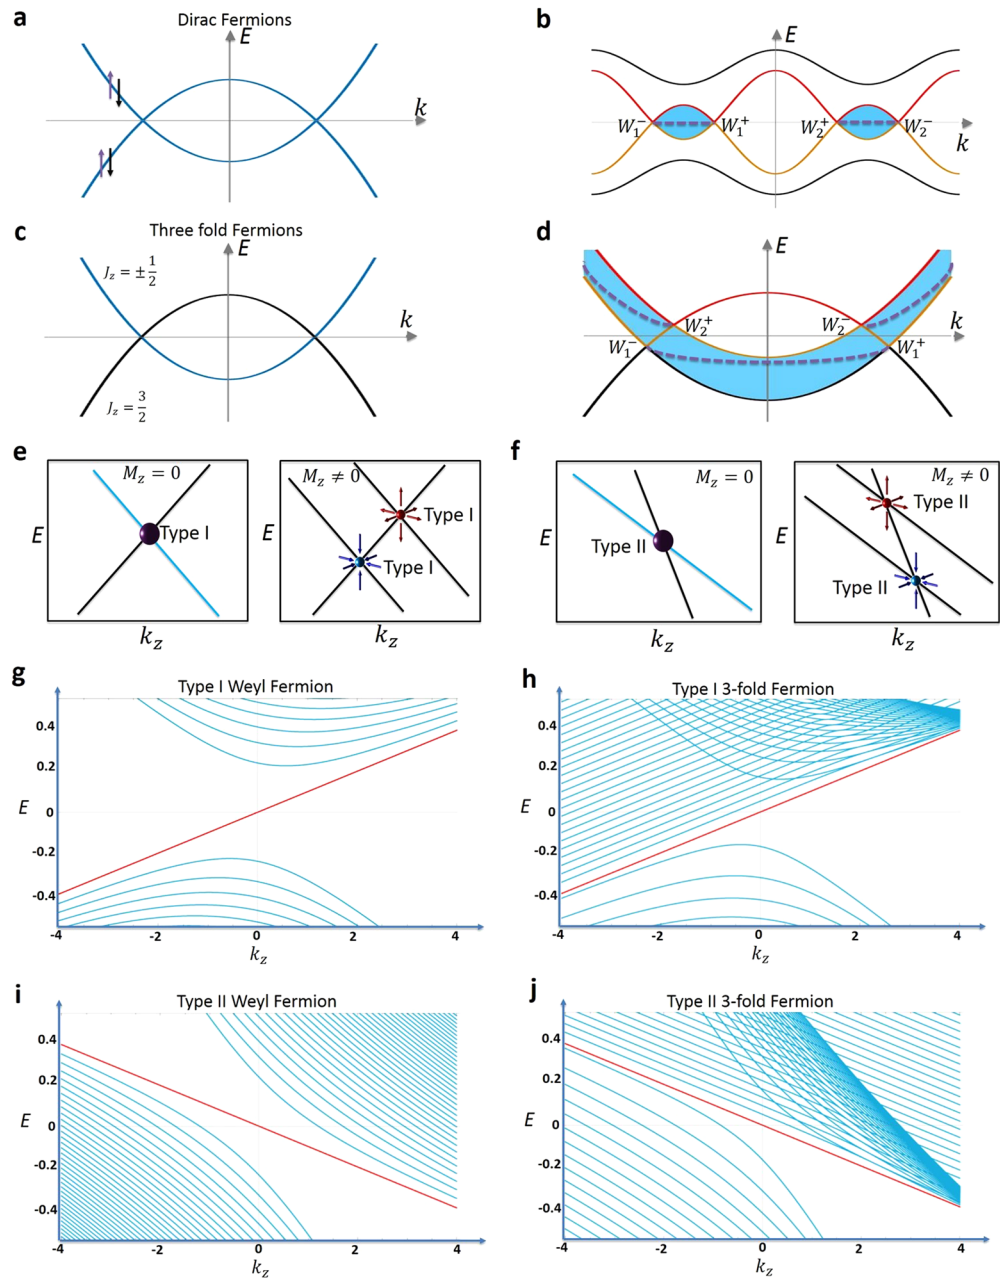 a
Dirac Fermions
E
k
b
E
W₁⁻ W₁⁺ W₂⁺ W₂⁻
k
c
Three fold Fermions
E
J_z = ± 1/2
k
J_z = 3/2
d
E
W₂⁺ W₂⁻
k
W₁⁻ W₁⁺
e
M_z = 0
E
Type I
k_z
M_z ≠ 0
E
Type I
Type I
k_z
f
M_z = 0
E
Type II
k_z
M_z ≠ 0
E
Type II
Type II
k_z
g
Type I Weyl Fermion
0.4
0.2
E 0
-0.2
-0.4
-4 -2 0 2 4
k_z
h
Type I 3-fold Fermion
0.4
0.2
E 0
-0.2
-0.4
-4 -2 0 2 4
k_z
i
Type II Weyl Fermion
0.4
0.2
E 0
-0.2
-0.4
-4 -2 0 2 4
k_z
j
Type II 3-fold Fermion
0.4
0.2
E 0
-0.2
-0.4
-4 -2 0 2 4
k_z